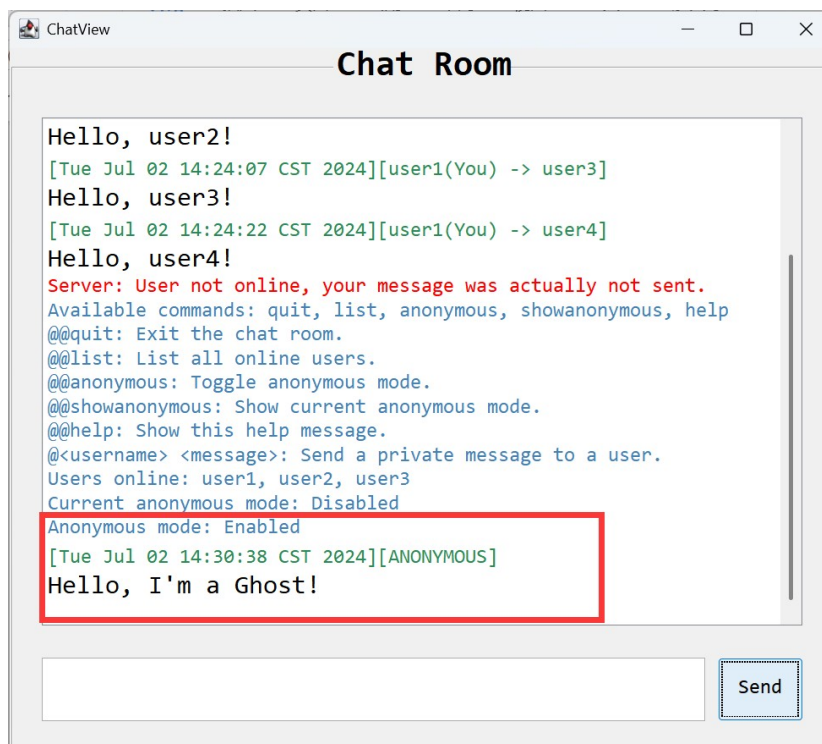 ChatView
Chat Room
Hello, user2!
[Tue Jul 02 14:24:07 CST 2024][user1(You) -> user3]
Hello, user3!
[Tue Jul 02 14:24:22 CST 2024][user1(You) -> user4]
Hello, user4!
Server: User not online, your message was actually not sent.
Available commands: quit, list, anonymous, showanonymous, help
@@quit: Exit the chat room.
@@list: List all online users.
@@anonymous: Toggle anonymous mode.
@@showanonymous: Show current anonymous mode.
@@help: Show this help message.
@<username> <message>: Send a private message to a user.
Users online: user1, user2, user3
Current anonymous mode: Disabled
Anonymous mode: Enabled
[Tue Jul 02 14:30:38 CST 2024][ANONYMOUS]
Hello, I'm a Ghost!
Send